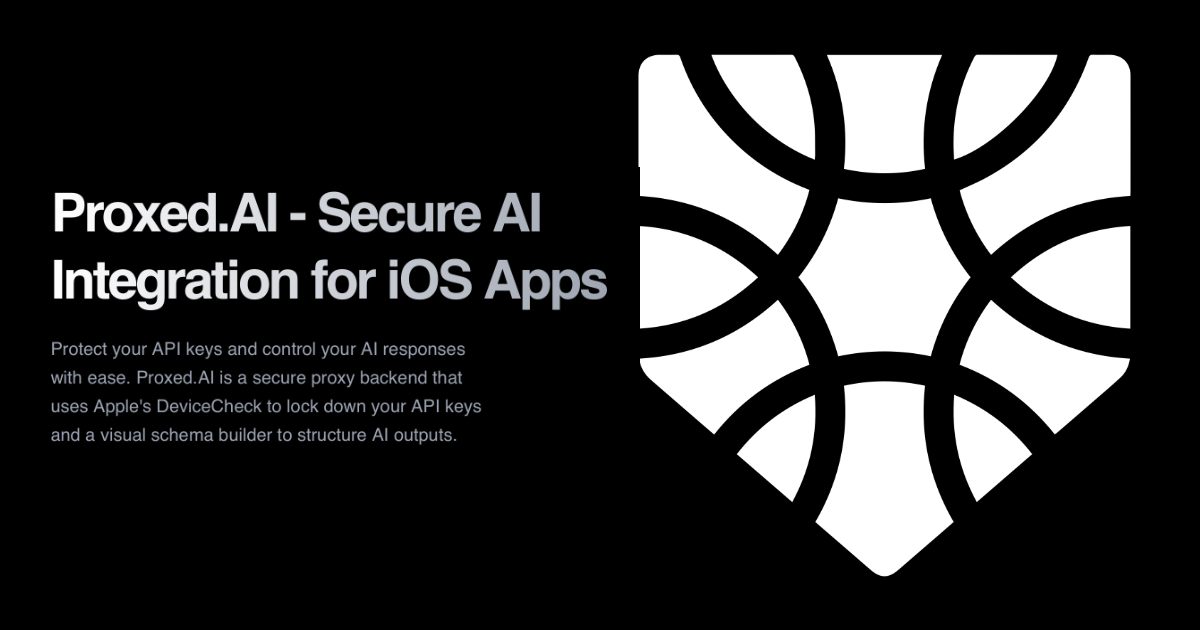 Proxed.AI - Secure AI
Integration for iOS Apps
Protect your API keys and control your AI responses
with ease. Proxed.AI is a secure proxy backend that
uses Apple's DeviceCheck to lock down your API keys
and a visual schema builder to structure AI outputs.